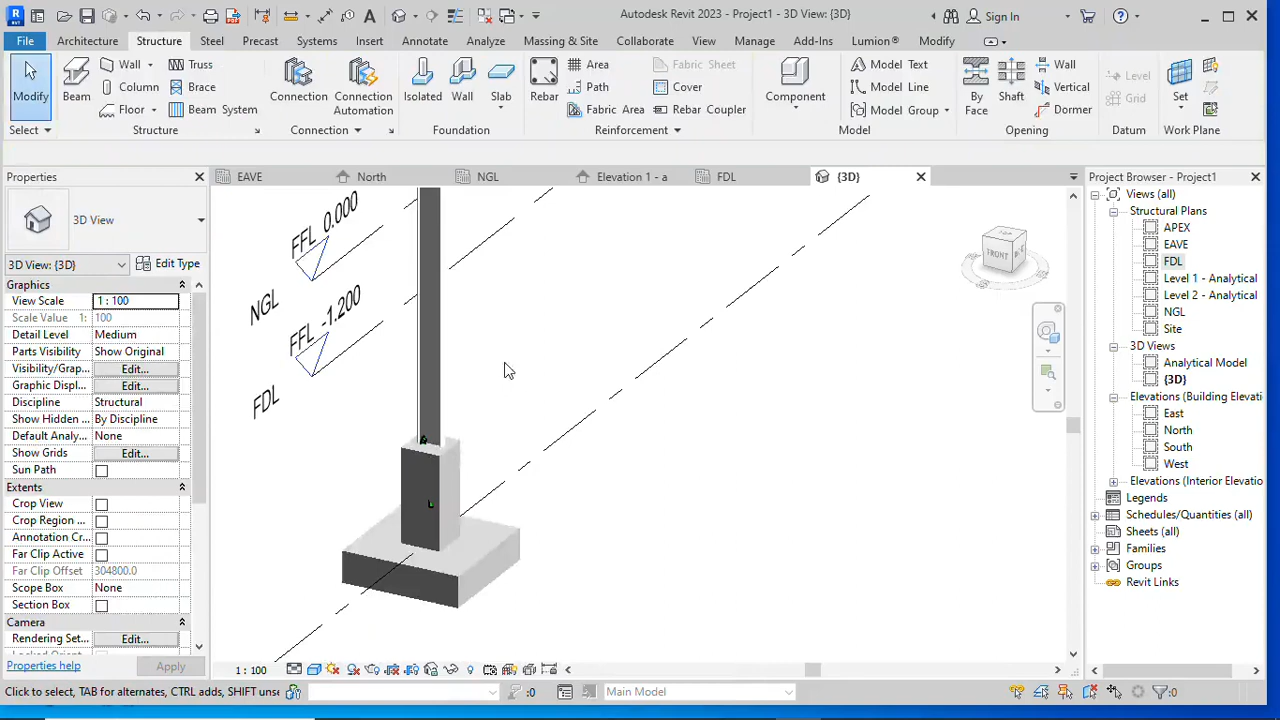 Autodesk Revit 20... - Project1 - 3D View: {3D}
Sign In
File Architecture Structure Steel Precast Systems Insert Annotate Analyze Massing & Site Collaborate View Manage Add-Ins Lumion® Modify
Modify
Beam
Wall
Truss
Column
Brace
Floor
Beam System
Connection
Connection Automation
Isolated
Wall
Slab
Rebar
Area
Path
Fabric Area
Fabric Sheet
Cover
Rebar Coupler
Component
Model Text
Model Line
Model Group
By Face
Shaft
Wall
Vertical
Dormer
Level
Grid
Set
Select Structure Connection Foundation Reinforcement Model Opening Datum Work Plane
Properties
EAVE North NGL Elevation 1 - a FDL {3D}
Project Browser - Project1
3D View
3D View: {3D} Edit Type
Graphics
View Scale 1 : 100
Scale Value 1: 100
Detail Level Medium
Parts Visibility Show Original
Visibility/Grap... Edit...
Graphic Displ... Edit...
Discipline Structural
Show Hidden ... By Discipline
Default Analy... None
Show Grids Edit...
Sun Path
Extents
Crop View
Crop Region ...
Annotation Cr...
Far Clip Active
Far Clip Offset 304800.0
Scope Box None
Section Box
Camera
Rendering Set... Edit...
Properties help Apply
FFL 0.000
NGL
FFL -1.200
FDL
FRONT
Views (all)
Structural Plans
APEX
EAVE
FDL
Level 1 - Analytical
Level 2 - Analytical
NGL
Site
3D Views
Analytical Model
{3D}
Elevations (Building Elevati
East
North
South
West
Elevations (Interior Elevatio
Legends
Schedules/Quantities (all)
Sheets (all)
Families
Groups
Revit Links
1 : 100
Click to select, TAB for alternates, CTRL adds, SHIFT unse
:0
Main Model
:0